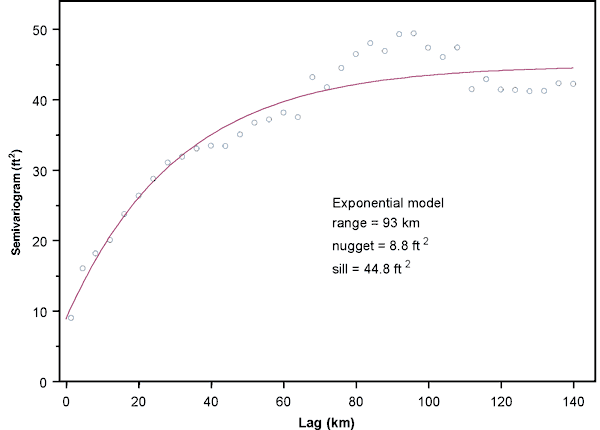 50
40
30
20
10
0
Semivariogram (ft²)
Exponential model
range = 93 km
nugget = 8.8 ft ²
sill = 44.8 ft ²
0 20 40 60 80 100 120 140
Lag (km)